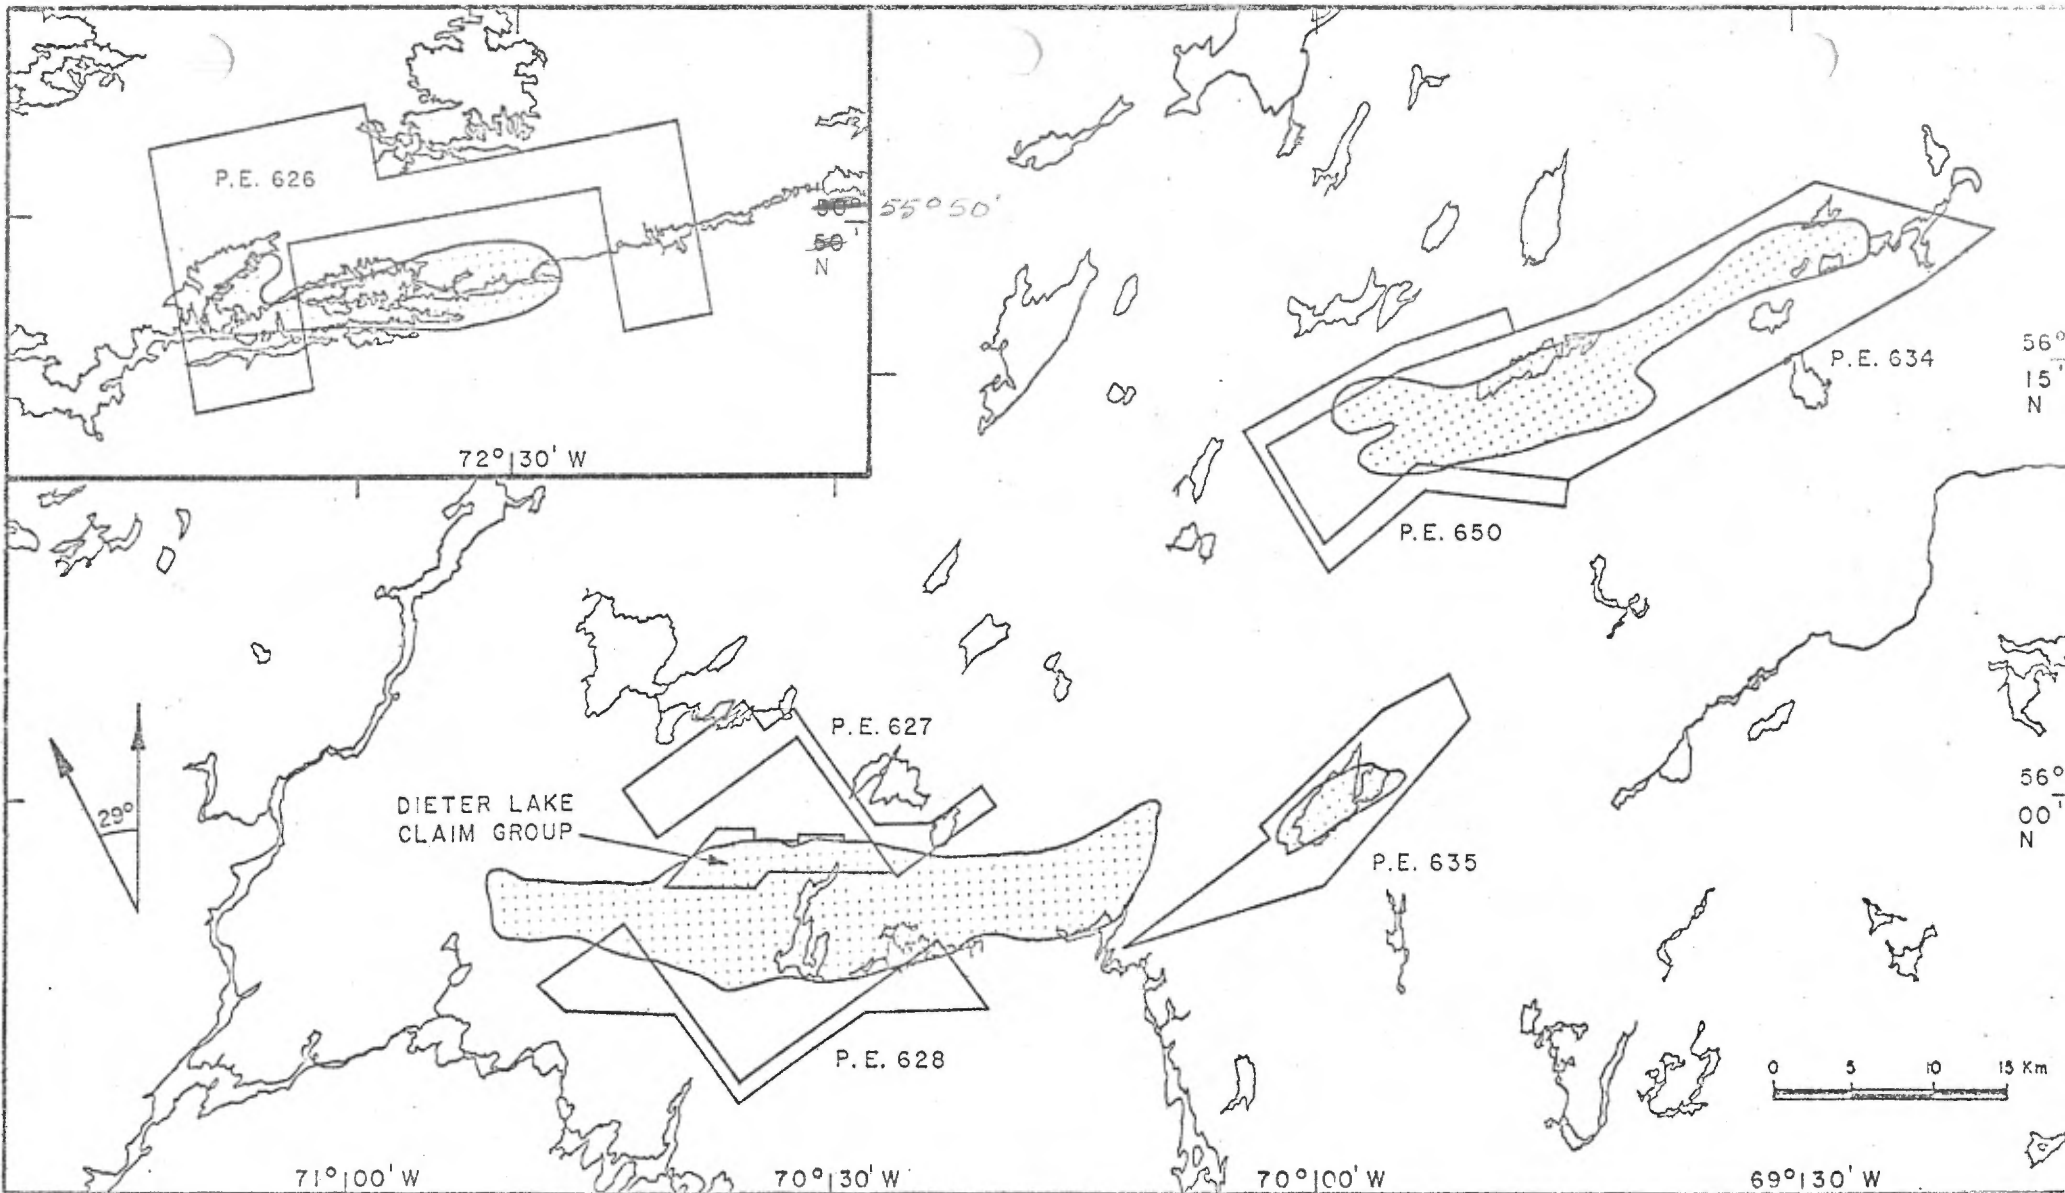 P.E. 626
50°
50'
N
55° 50'
72° 30' W
P.E. 634
56°
15'
N
P.E. 650
P.E. 627
29°
DIETER LAKE
CLAIM GROUP
56°
00'
N
P.E. 635
P.E. 628
0 5 10 15 Km
71° 00' W
70° 30' W
70° 00' W
69° 30' W